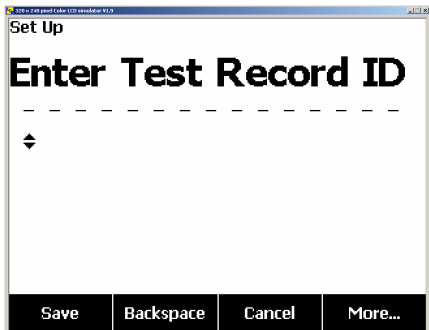 320 x 240 pixel Color LCD simulator V1.9
Set Up
Enter Test Record ID
_ _ _ _ _ _ _ _ _ _ _ _ _ _ _
Save Backspace Cancel More...